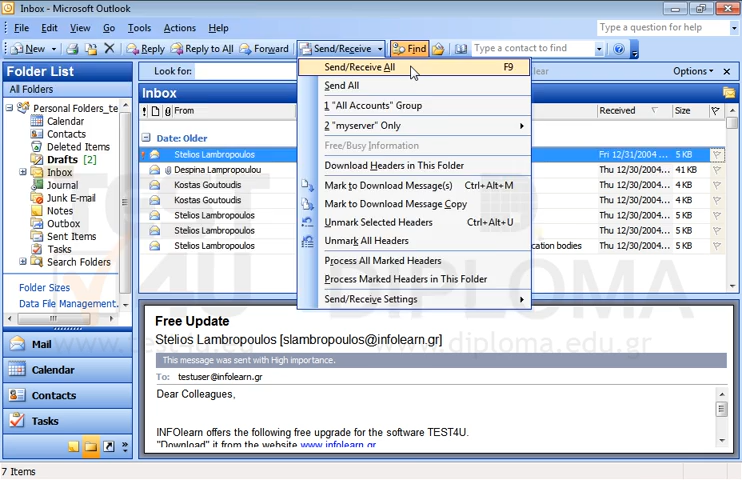 Inbox - Microsoft Outlook
File Edit View Go Tools Actions Help
Type a question for help
New Reply Reply to All Forward Send/Receive Find Type a contact to find
Folder List
All Folders
Personal Folders_te
Calendar
Contacts
Deleted Items
Drafts [2]
Inbox
Journal
Junk E-mail
Notes
Outbox
Sent Items
Tasks
Search Folders
Folder Sizes
Data File Management...
Mail
Calendar
Contacts
Tasks
7 Items
Look for:
Clear
Options
Inbox
From
Received Size
Date: Older
Stelios Lambropoulos Fri 12/31/2004 ... 5 KB
Despina Lampropoulou Thu 12/30/2004... 41 KB
Kostas Goutoudis Thu 12/30/2004... 5 KB
Kostas Goutoudis Thu 12/30/2004... 5 KB
Stelios Lambropoulos Thu 12/30/2004... 5 KB
Stelios Lambropoulos Thu 12/30/2004... 5 KB
Stelios Lambropoulos cation bodies Thu 12/30/2004... 5 KB
Send/Receive All F9
Send All
1 "All Accounts" Group
2 "myserver" Only
Free/Busy Information
Download Headers in This Folder
Mark to Download Message(s) Ctrl+Alt+M
Mark to Download Message Copy
Unmark Selected Headers Ctrl+Alt+U
Unmark All Headers
Process All Marked Headers
Process Marked Headers in This Folder
Send/Receive Settings
TEST
4U
DIPLOMA
www.diploma.edu.gr
Free Update
Stelios Lambropoulos [slambropoulos@infolearn.gr]
This message was sent with High importance.
To: testuser@infolearn.gr
Dear Colleagues,
INFOlearn offers the following free upgrade for the software TEST4U.
"Download" it from the website www.infolearn.gr